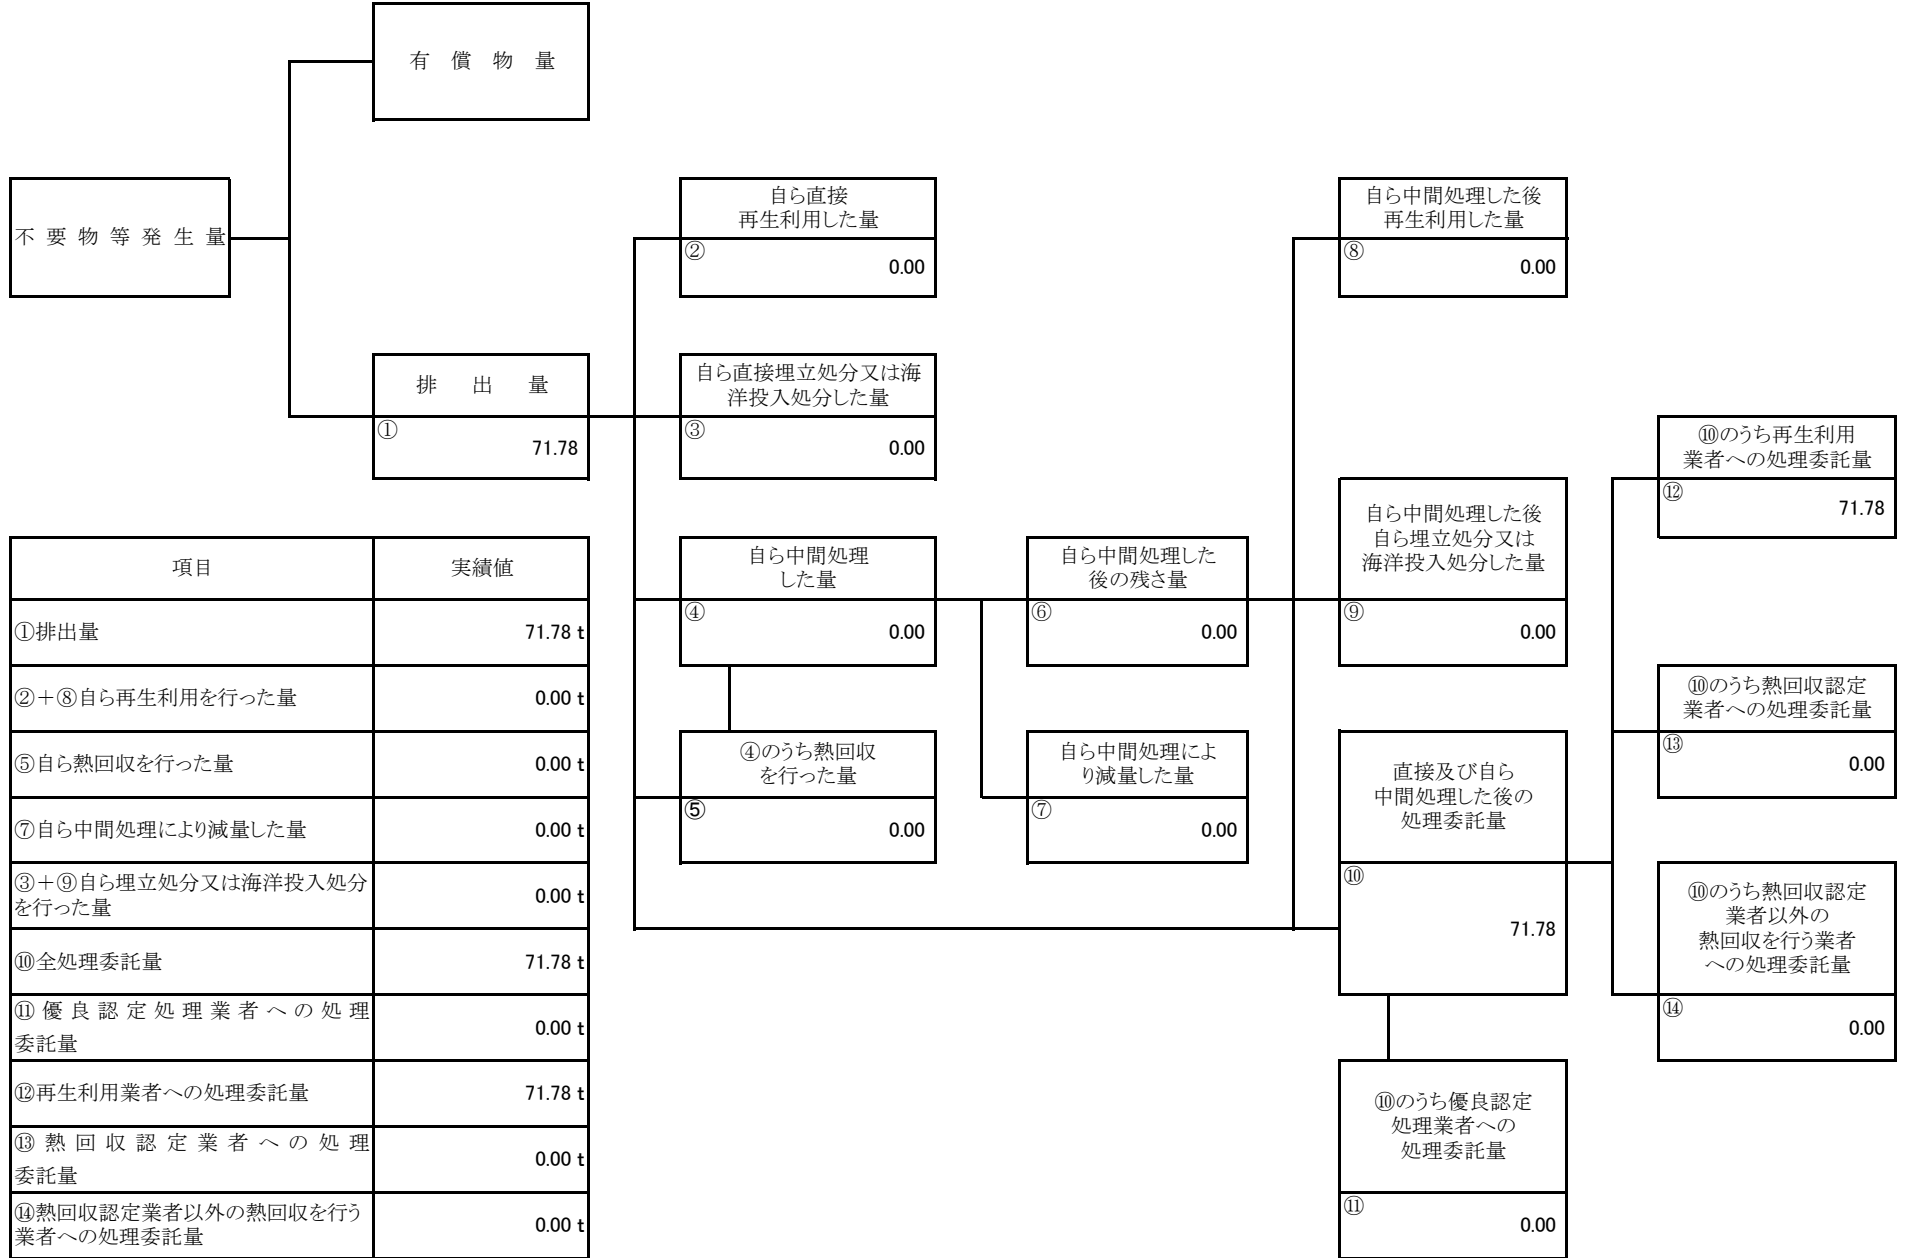 有償物量
不要物等発生量
自ら直接
再生利用した量
②
0.00
自ら中間処理した後
再生利用した量
⑧
0.00
排出量
①
71.78
自ら直接埋立処分又は海
洋投入処分した量
③
0.00
⑩のうち再生利用
業者への処理委託量
⑫
71.78
自ら中間処理
した量
④
0.00
自ら中間処理した
後の残さ量
⑥
0.00
自ら中間処理した後
自ら埋立処分又は
海洋投入処分した量
⑨
0.00
⑩のうち熱回収認定
業者への処理委託量
⑬
0.00
④のうち熱回収
を行った量
⑤
0.00
自ら中間処理によ
り減量した量
⑦
0.00
直接及び自ら
中間処理した後の
処理委託量
⑩
71.78
⑩のうち熱回収認定
業者以外の
熱回収を行う業者
への処理委託量
⑭
0.00
⑩のうち優良認定
処理業者への
処理委託量
⑪
0.00
項目 実績値
①排出量 71.78 t
②＋⑧自ら再生利用を行った量 0.00 t
⑤自ら熱回収を行った量 0.00 t
⑦自ら中間処理により減量した量 0.00 t
③＋⑨自ら埋立処分又は海洋投入処分
を行った量 0.00 t
⑩全処理委託量 71.78 t
⑪優良認定処理業者への処理
委託量 0.00 t
⑫再生利用業者への処理委託量 71.78 t
⑬熱回収認定業者への処理
委託量 0.00 t
⑭熱回収認定業者以外の熱回収を行う
業者への処理委託量 0.00 t